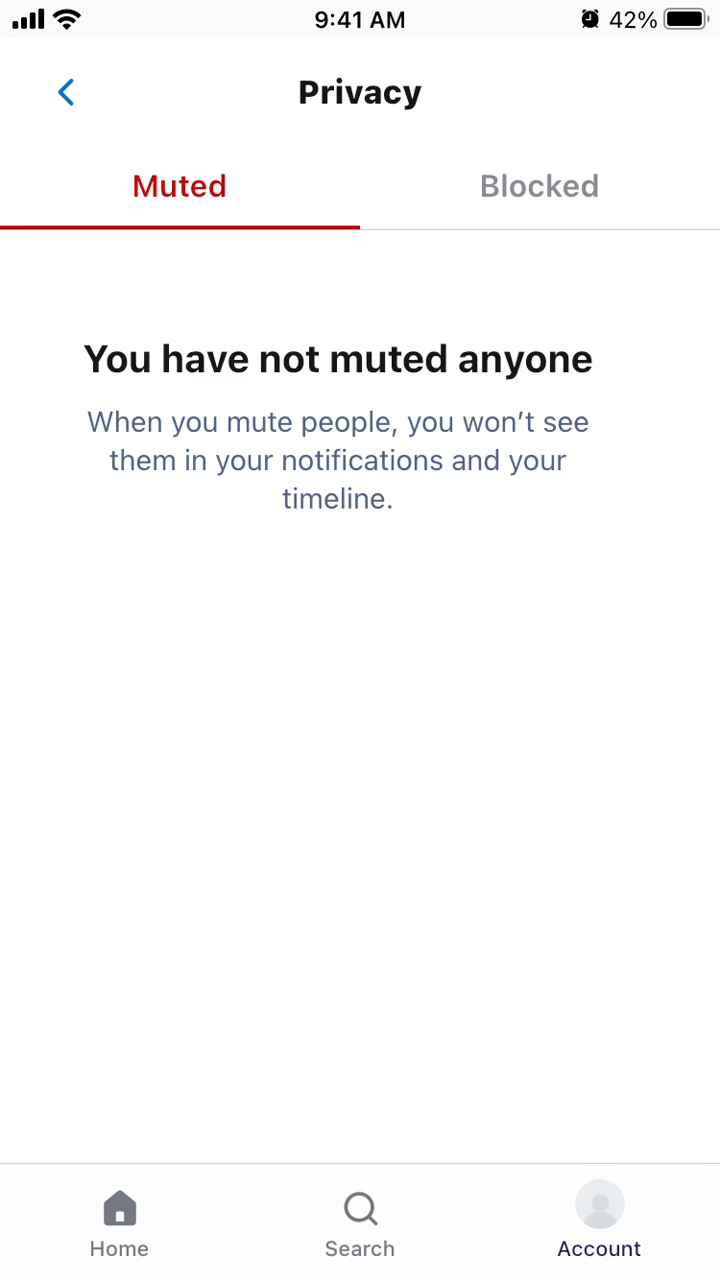 9:41 AM
42%
Privacy
Muted
Blocked
You have not muted anyone
When you mute people, you won’t see
them in your notifications and your
timeline.
Home
Search
Account